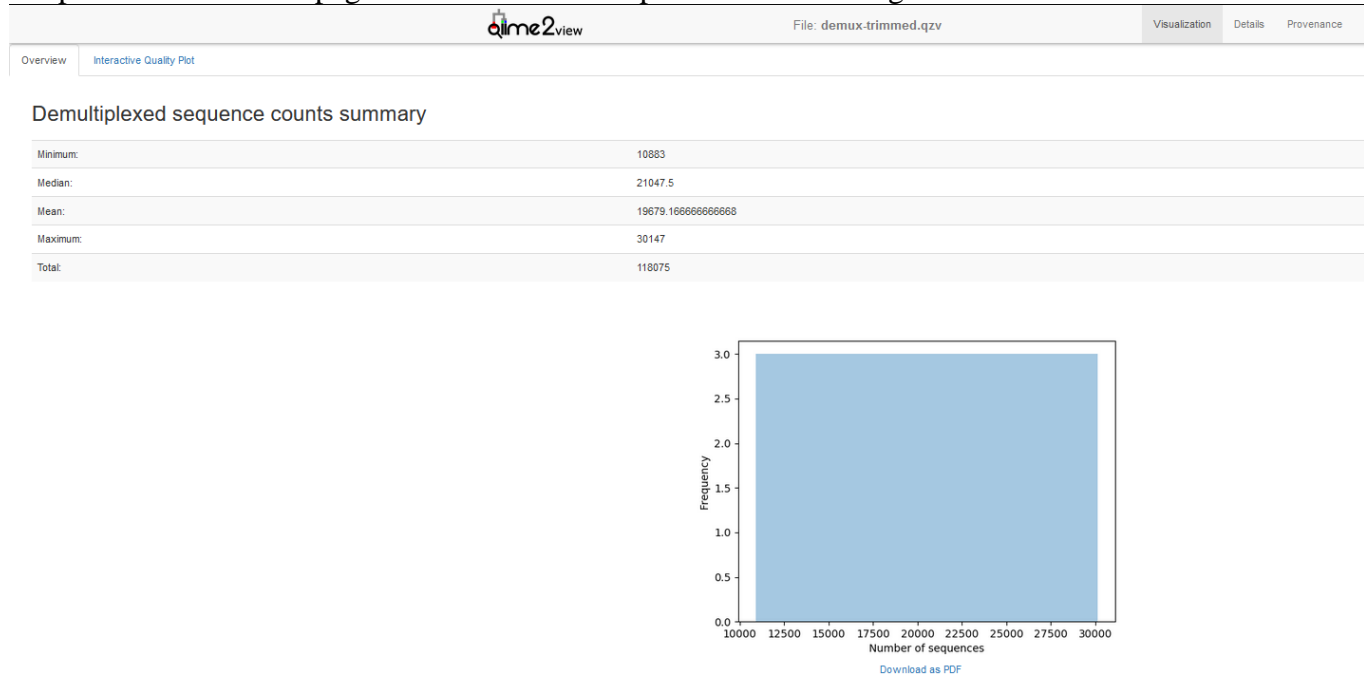 qiime2view File: demux-trimmed.qzv Visualization Details Provenance
Overview Interactive Quality Plot
Demultiplexed sequence counts summary
Minimum: 10883
Median: 21047.5
Mean: 19679.166666666668
Maximum: 30147
Total: 118075
3.0
2.5
2.0
1.5
1.0
0.5
0.0
Frequency
10000 12500 15000 17500 20000 22500 25000 27500 30000
Number of sequences
Download as PDF